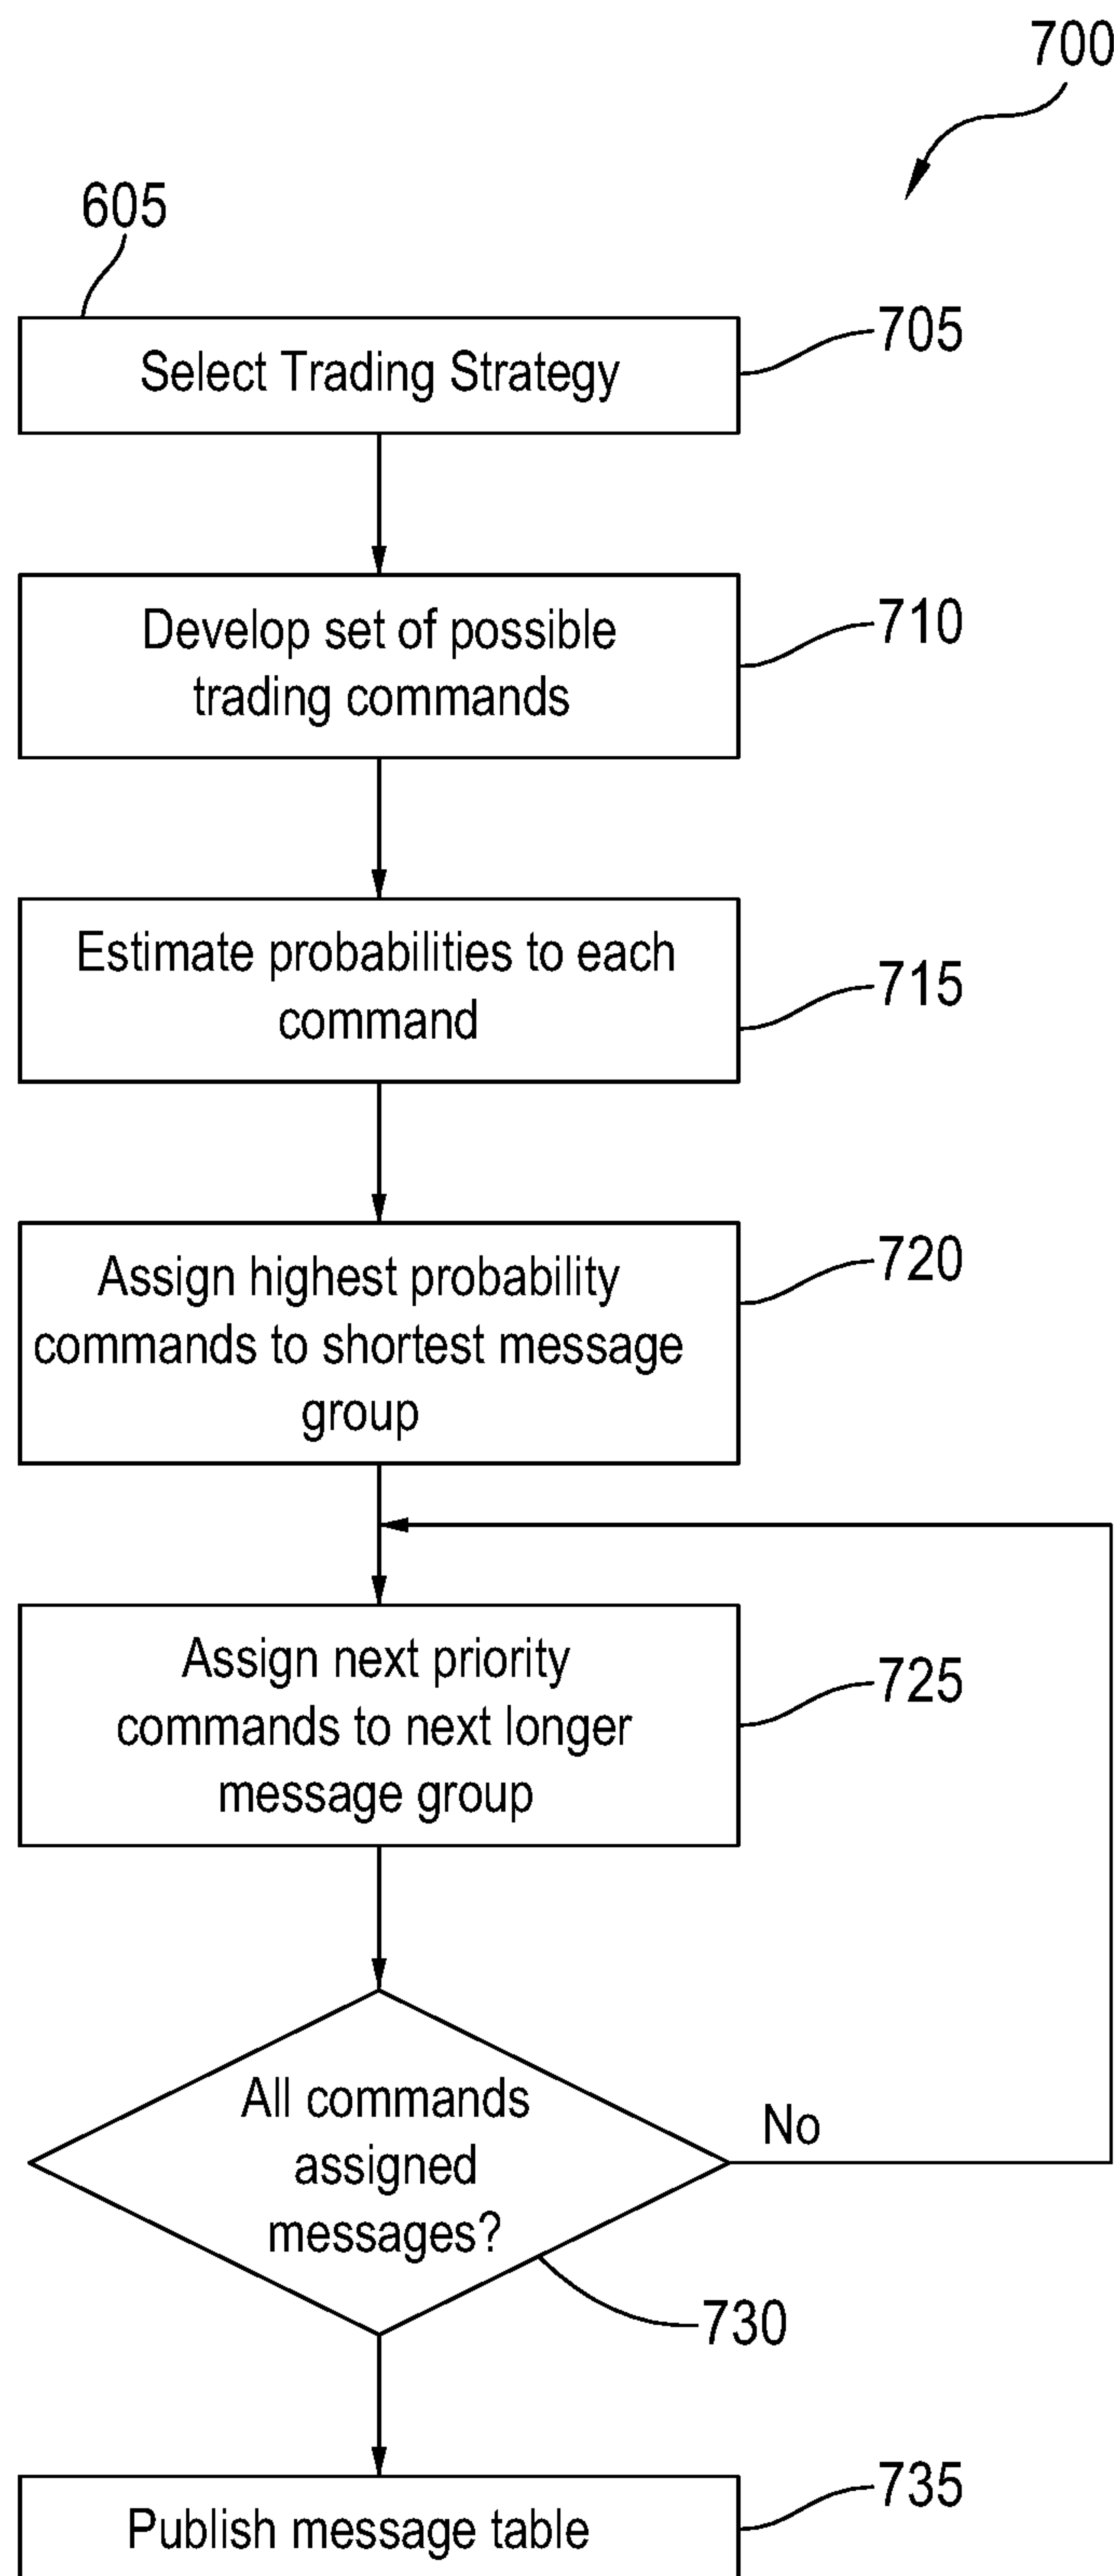 700
605
Select Trading Strategy
705
Develop set of possible
trading commands
710
Estimate probabilities to each
command
715
Assign highest probability
commands to shortest message
group
720
Assign next priority
commands to next longer
message group
725
All commands
assigned
messages?
No
730
Publish message table
735